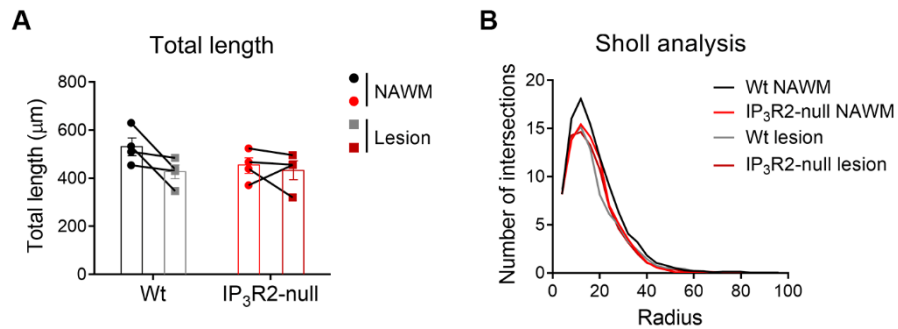 A
Total length
Total length (μm)
800
600
400
200
0
Wt
IP₃R2-null
NAWM
Lesion
B
Sholl analysis
Number of intersections
20
15
10
5
0
0
20
40
60
80
100
Radius
Wt NAWM
IP₃R2-null NAWM
Wt lesion
IP₃R2-null lesion